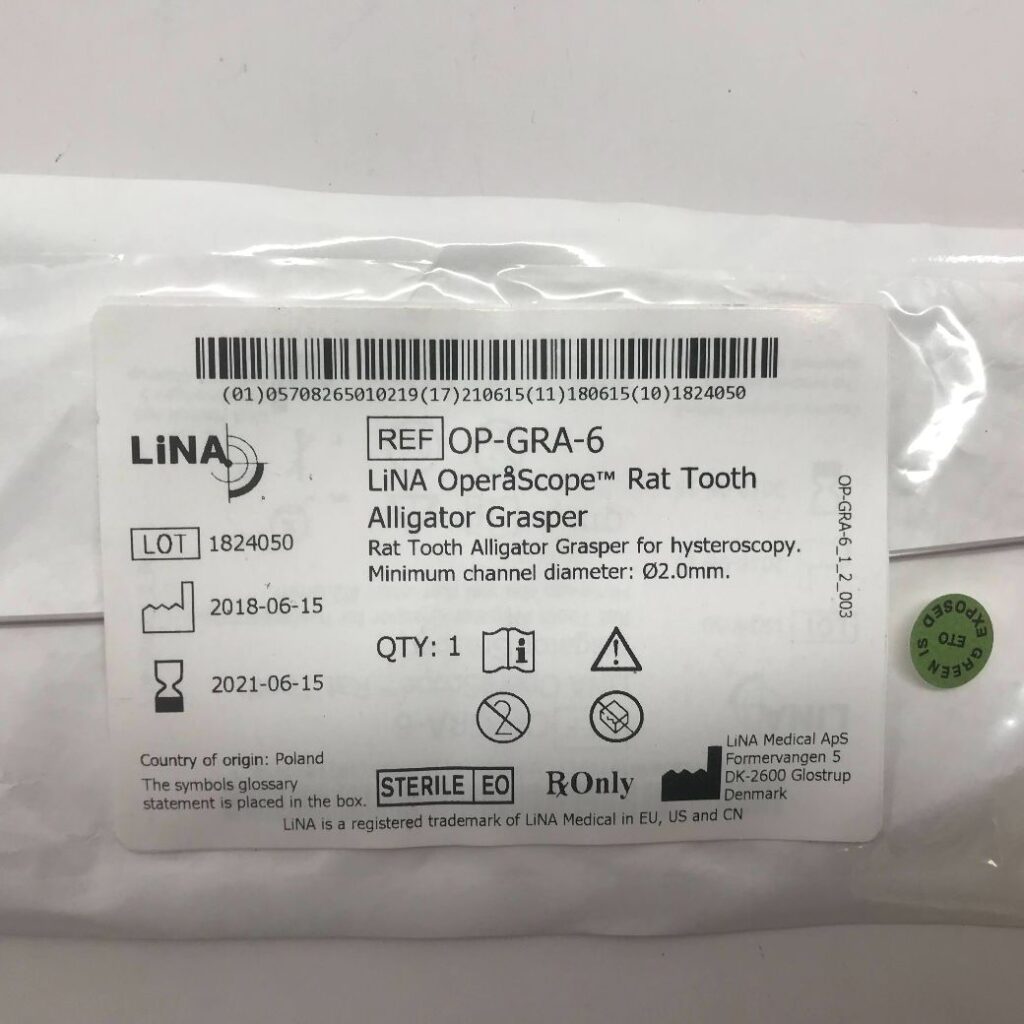 (01)05708265010219(17)210615(11)180615(10)1824050
LiNA
REF OP-GRA-6
LiNA OperåScope™ Rat Tooth
Alligator Grasper
Rat Tooth Alligator Grasper for hysteroscopy.
Minimum channel diameter: Ø2.0mm.
LOT 1824050
2018-06-15
2021-06-15
QTY: 1
i
2
OP-GRA-6_1_2_003
GREEN IS
EXPOSED
ETO
Country of origin: Poland
The symbols glossary
statement is placed in the box.
STERILE EO
℞Only
LiNA Medical ApS
Formervangen 5
DK-2600 Glostrup
Denmark
LiNA is a registered trademark of LiNA Medical in EU, US and CN